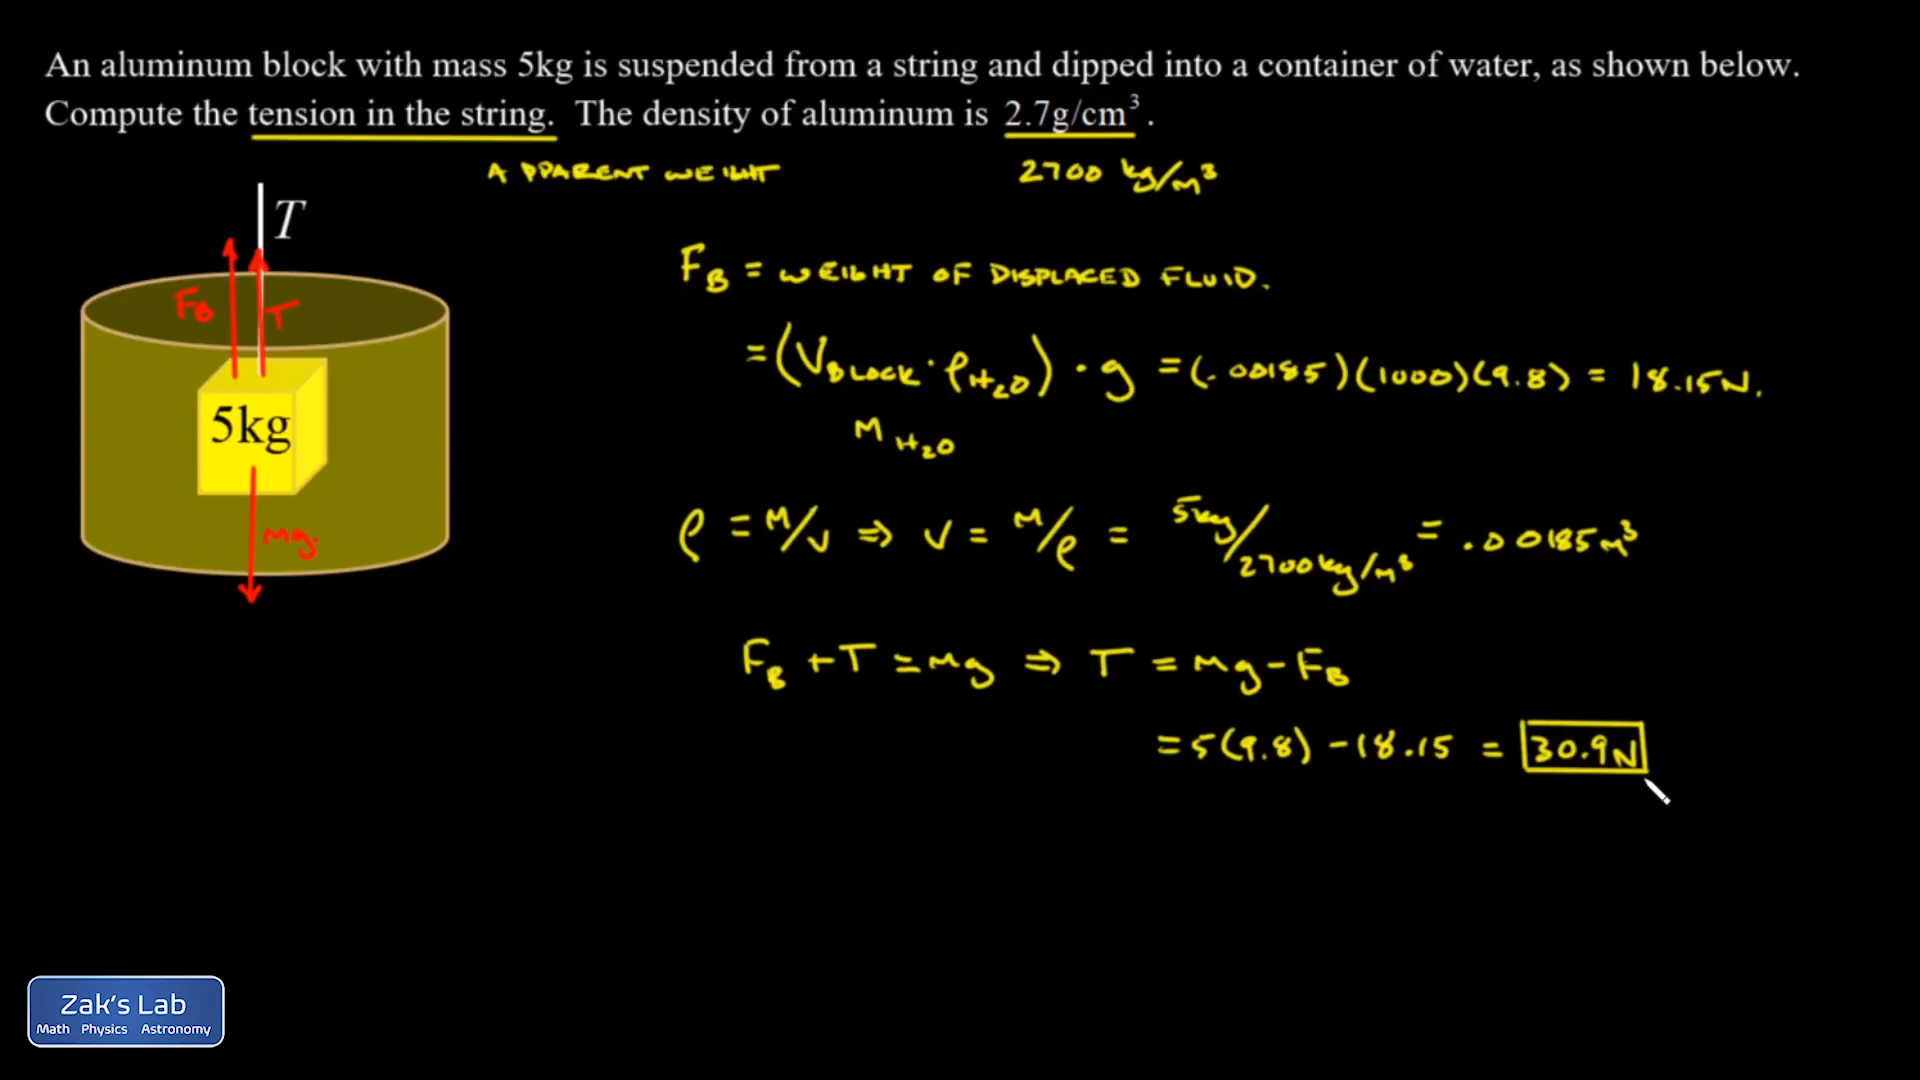 An aluminum block with mass 5kg is suspended from a string and dipped into a container of water, as shown below.
Compute the tension in the string. The density of aluminum is 2.7g/cm³.
APPARENT WEIGHT
2700 kg/m³
T
F_B
T
5kg
mg.
F_B = WEIGHT OF DISPLACED FLUID.
= (V_BLOCK · ρ_H₂O) · g = (.00185)(1000)(9.8) = 18.15N.
M_H₂O
ρ = M/V ⇒ V = M/ρ = 5kg/2700kg/m³ = .00185m³
F_B + T = mg ⇒ T = mg - F_B
= 5(9.8) - 18.15 = 30.9N
Zak's Lab
Math Physics Astronomy